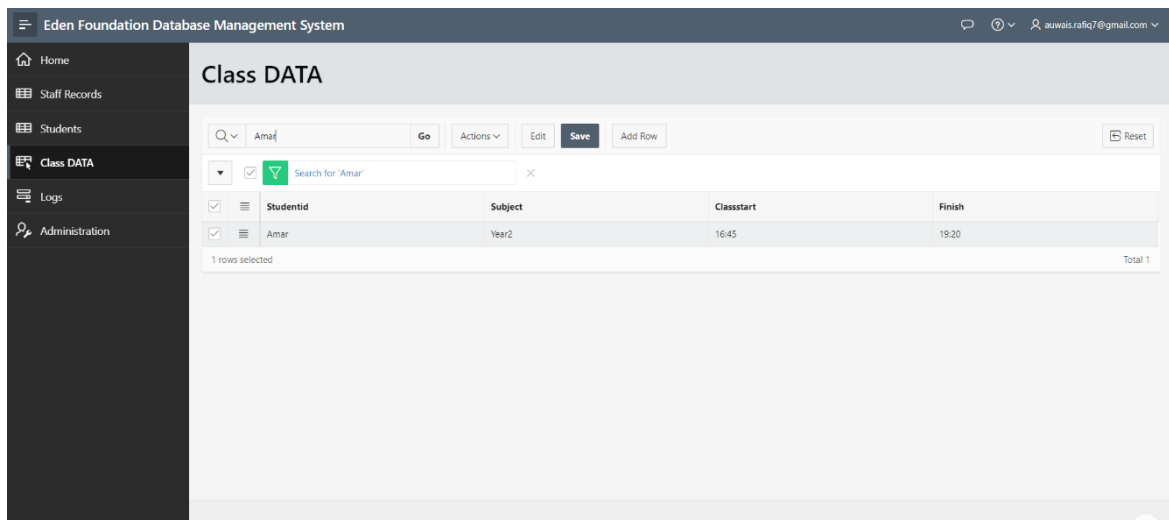 Eden Foundation Database Management System
auwais.rafiq7@gmail.com
Home
Staff Records
Students
Class DATA
Logs
Administration
Class DATA
Amar Go Actions Edit Save Add Row Reset
Search for 'Amar'
Studentid Subject Classstart Finish
Amar Year2 16:45 19:20
1 rows selected Total 1